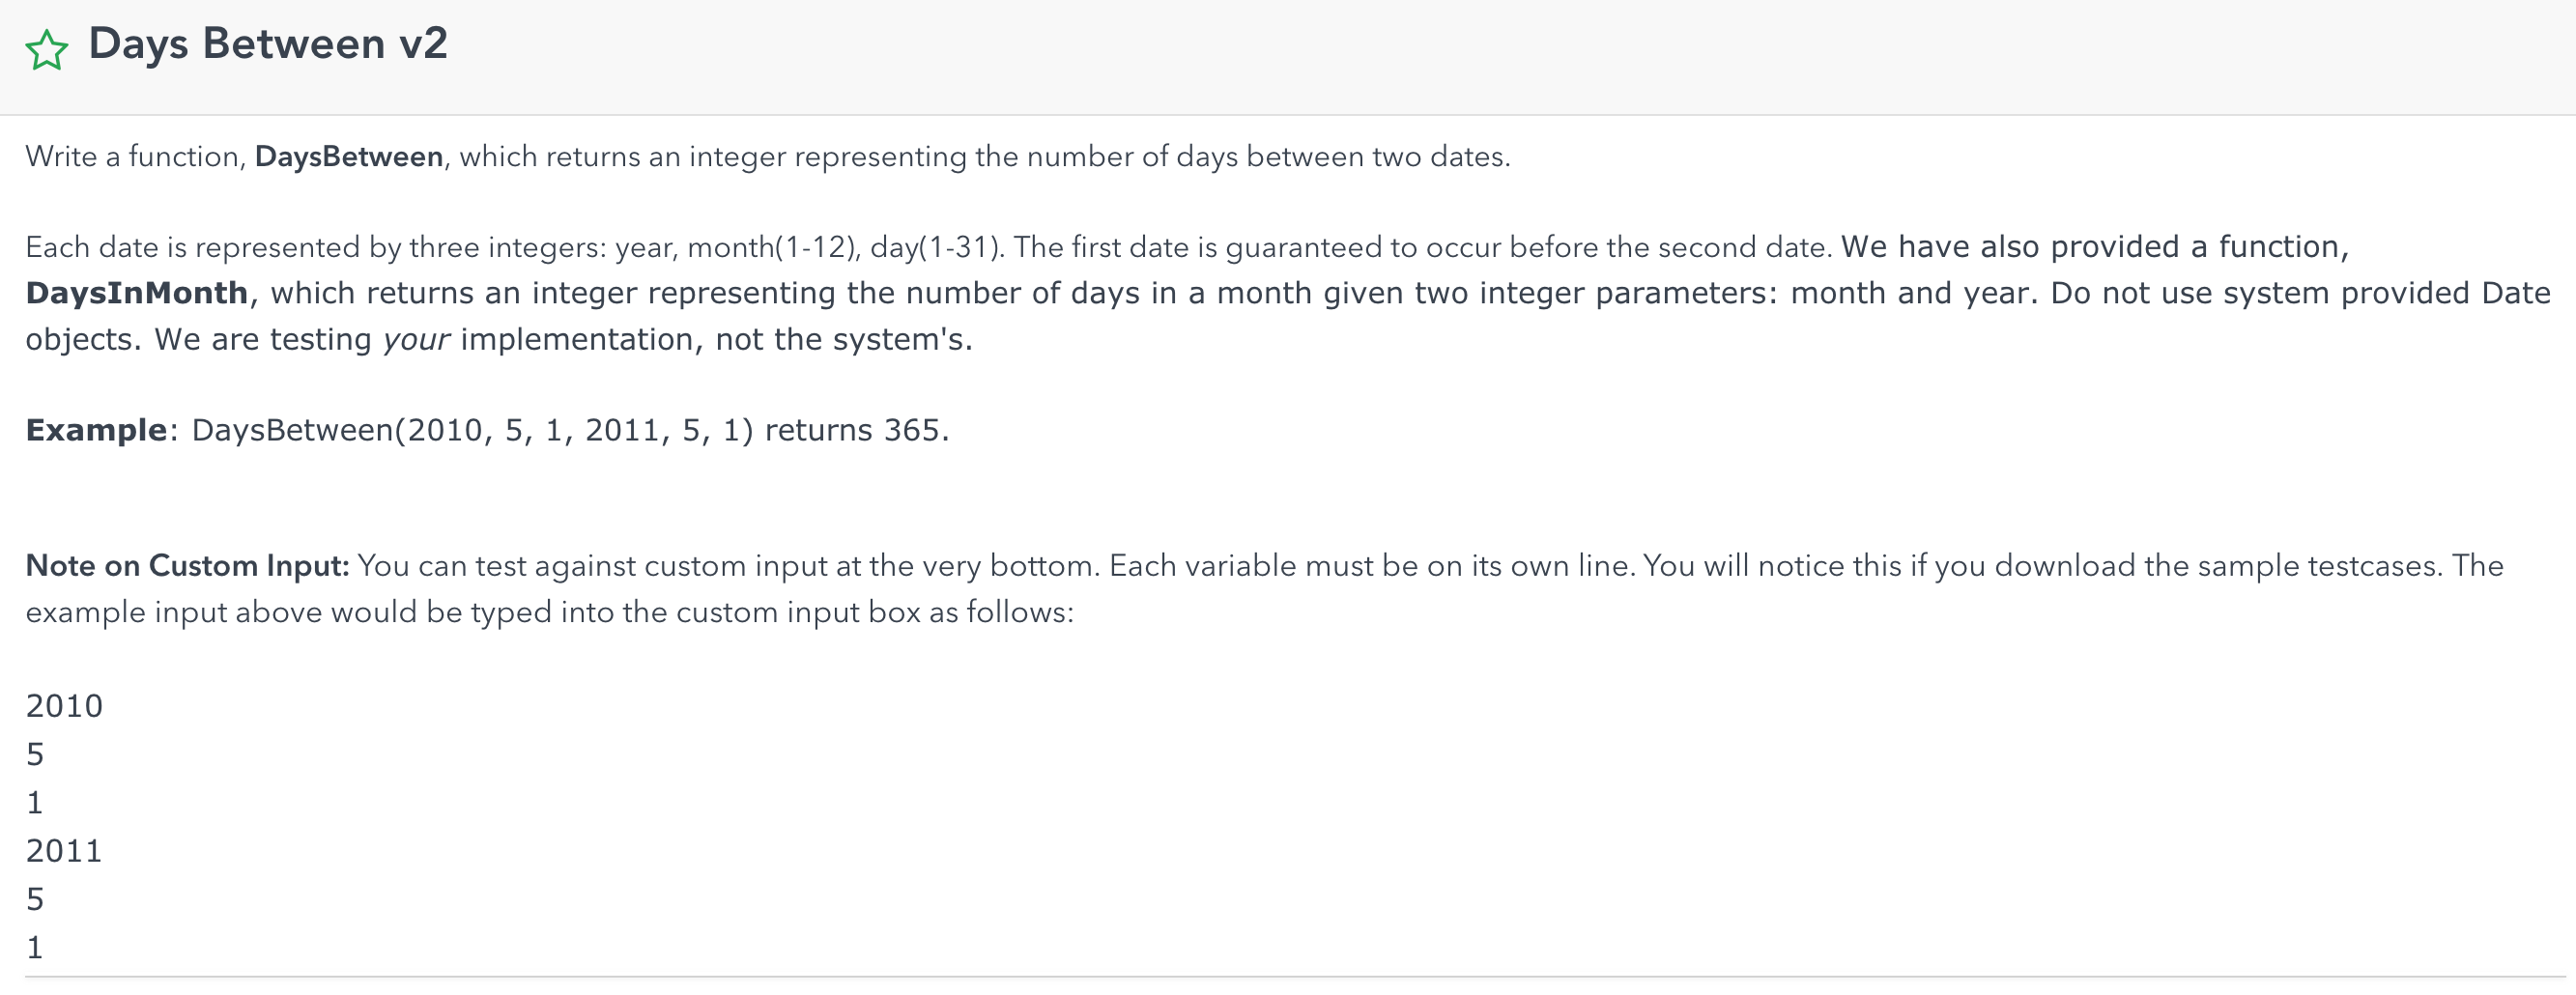 Days Between v2
Write a function, DaysBetween, which returns an integer representing the number of days between two dates.
Each date is represented by three integers: year, month(1-12), day(1-31). The first date is guaranteed to occur before the second date. We have also provided a function,
DaysInMonth, which returns an integer representing the number of days in a month given two integer parameters: month and year. Do not use system provided Date
objects. We are testing your implementation, not the system's.
Example: DaysBetween(2010, 5, 1, 2011, 5, 1) returns 365.
Note on Custom Input: You can test against custom input at the very bottom. Each variable must be on its own line. You will notice this if you download the sample testcases. The
example input above would be typed into the custom input box as follows:
2010
5
1
2011
5
1